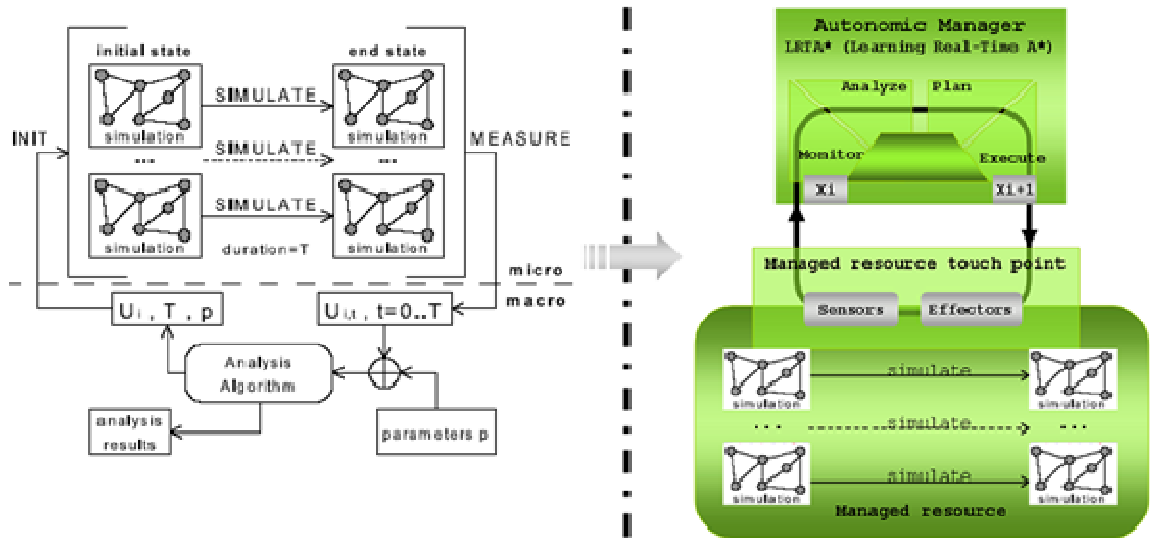 initial state
end state
SIMULATE
simulation
simulation
INIT
MEASURE
...
SIMULATE
...
SIMULATE
simulation
simulation
duration=T
micro
macro
Ui , T , p
Ui,t , t=0..T
Analysis
Algorithm
analysis
results
parameters p
Autonomic Manager
LRTA* (Learning Real-Time A*)
Analyze
Plan
Monitor
Execute
Xi
Xi+1
Managed resource touch point
Sensors
Effectors
simulate
simulation
simulation
...
simulate
...
simulate
simulation
simulation
Managed resource